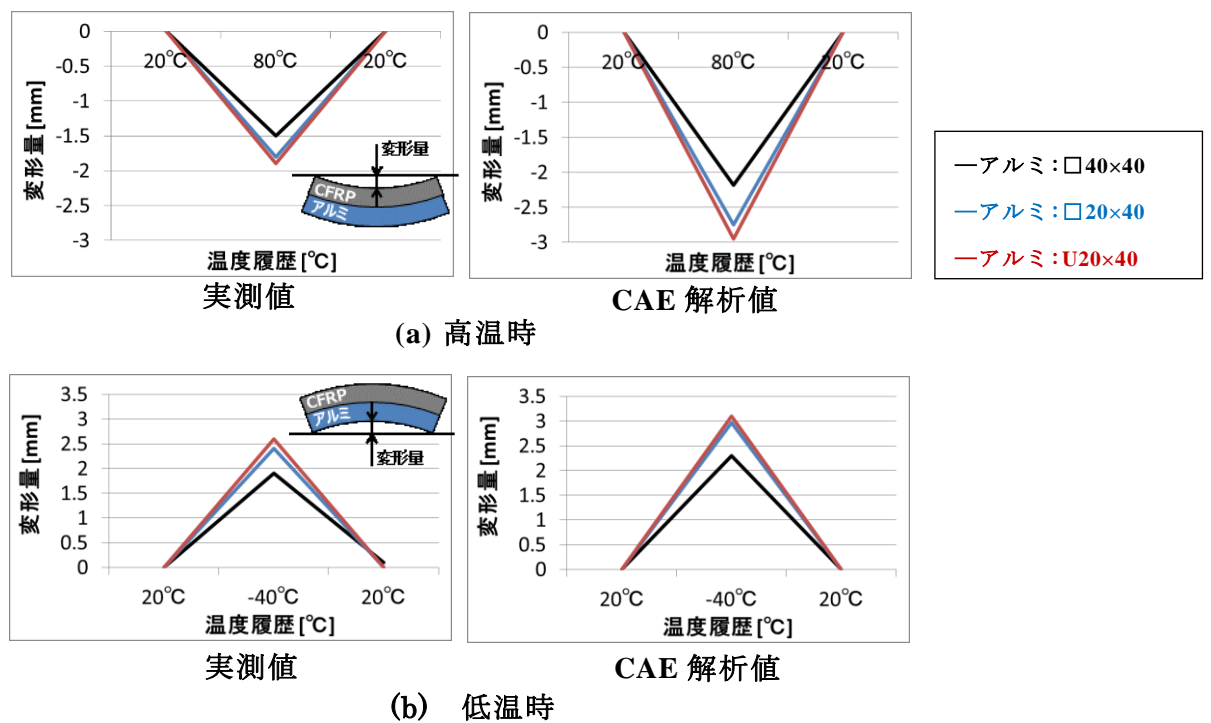 0
-0.5
-1
-1.5
-2
-2.5
-3
変形量 [mm]
20℃ 80℃ 20℃
変形量
CFRP
アルミ
温度履歴[℃]
実測値
0
-0.5
-1
-1.5
-2
-2.5
-3
変形量 [mm]
20℃ 80℃ 20℃
温度履歴[℃]
CAE 解析値
アルミ:□40×40
アルミ:□20×40
アルミ:U20×40
(a) 高温時
3.5
3
2.5
2
1.5
1
0.5
0
変形量 [mm]
CFRP
アルミ
変形量
20℃ -40℃ 20℃
温度履歴[℃]
実測値
3.5
3
2.5
2
1.5
1
0.5
0
変形量 [mm]
20℃ -40℃ 20℃
温度履歴[℃]
CAE 解析値
(b) 低温時